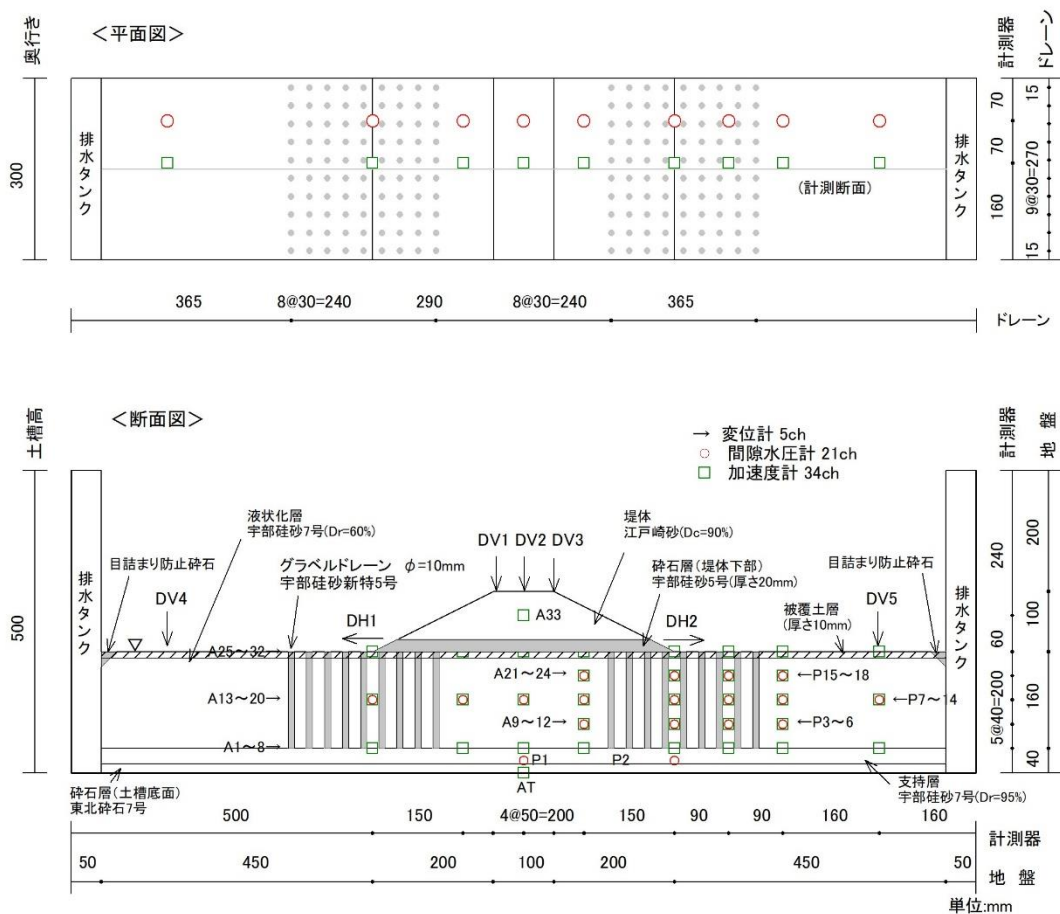 奥行き
＜平面図＞
計測器
ドレーン
300
排水タンク
排水タンク
(計測断面)
70
70
160
15
9@30=270
15
365
8@30=240
290
8@30=240
365
ドレーン
土槽高
＜断面図＞
計測器
地盤
→ 変位計 5ch
○ 間隙水圧計 21ch
□ 加速度計 34ch
500
排水タンク
排水タンク
液状化層
宇部硅砂7号(Dr=60%)
目詰まり防止砕石
グラベルドレーン φ=10mm
宇部硅砂新特5号
DV1 DV2 DV3
堤体
江戸崎砂(Dc=90%)
砕石層(堤体下部)
宇部硅砂5号(厚さ20mm)
目詰まり防止砕石
被覆土層
(厚さ10mm)
DV4
DV5
DH1
DH2
A33
A25～32→
A21～24→
←P15～18
A13～20→
←P7～14
A9～12→
←P3～6
A1～8→
P1
P2
AT
砕石層(土槽底面)
東北砕石7号
支持層
宇部硅砂7号(Dr=95%)
240
60
5@40=200
200
100
160
40
500
150
4@50=200
150
90
90
160
160
計測器
50
450
200
100
200
450
50
地盤
単位:mm